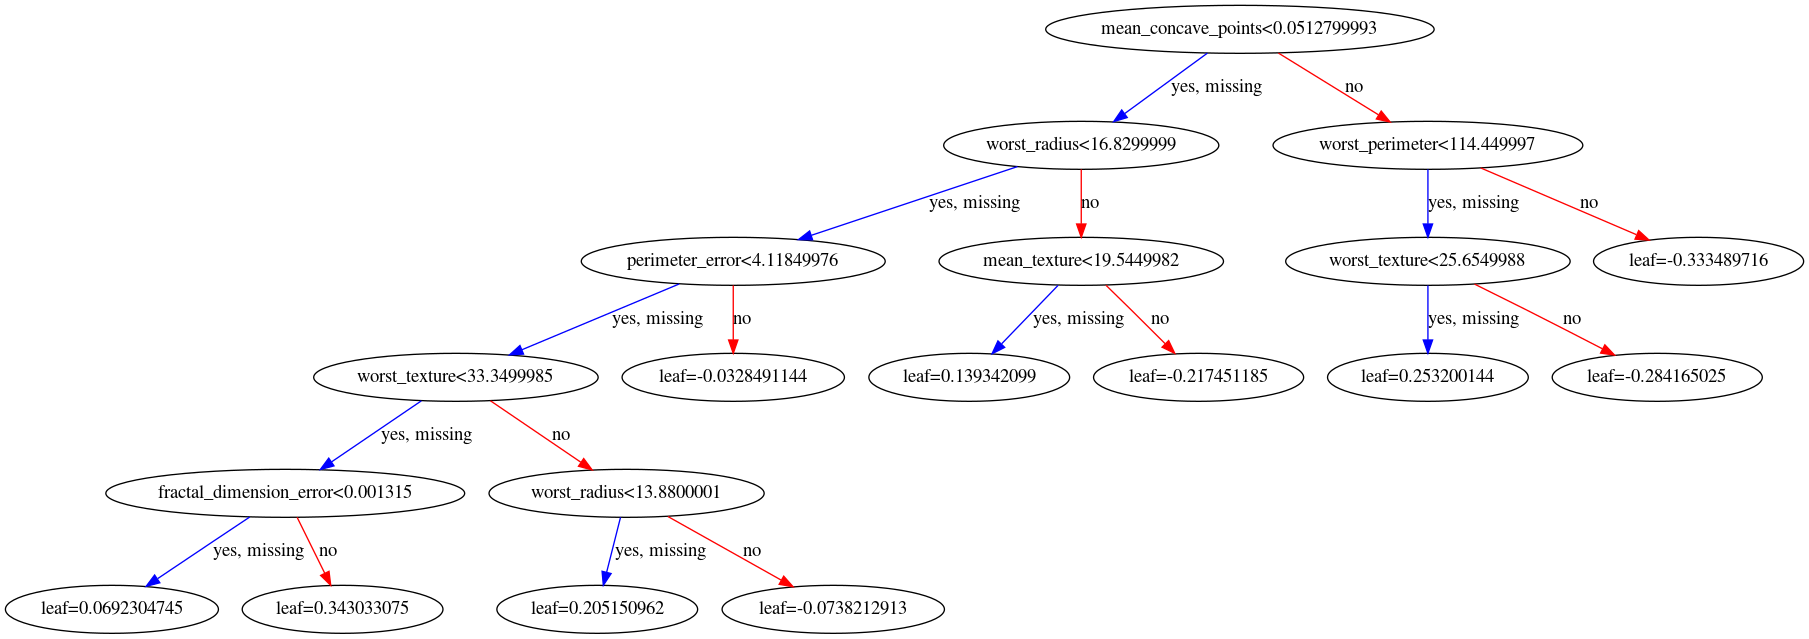 mean_concave_points<0.0512799993
yes, missing
no
worst_radius<16.8299999
worst_perimeter<114.449997
yes, missing
no
yes, missing
no
perimeter_error<4.11849976
mean_texture<19.5449982
worst_texture<25.6549988
leaf=-0.333489716
yes, missing
no
yes, missing
no
yes, missing
no
worst_texture<33.3499985
leaf=-0.0328491144
leaf=0.139342099
leaf=-0.217451185
leaf=0.253200144
leaf=-0.284165025
yes, missing
no
fractal_dimension_error<0.001315
worst_radius<13.8800001
yes, missing
no
yes, missing
no
leaf=0.0692304745
leaf=0.343033075
leaf=0.205150962
leaf=-0.0738212913